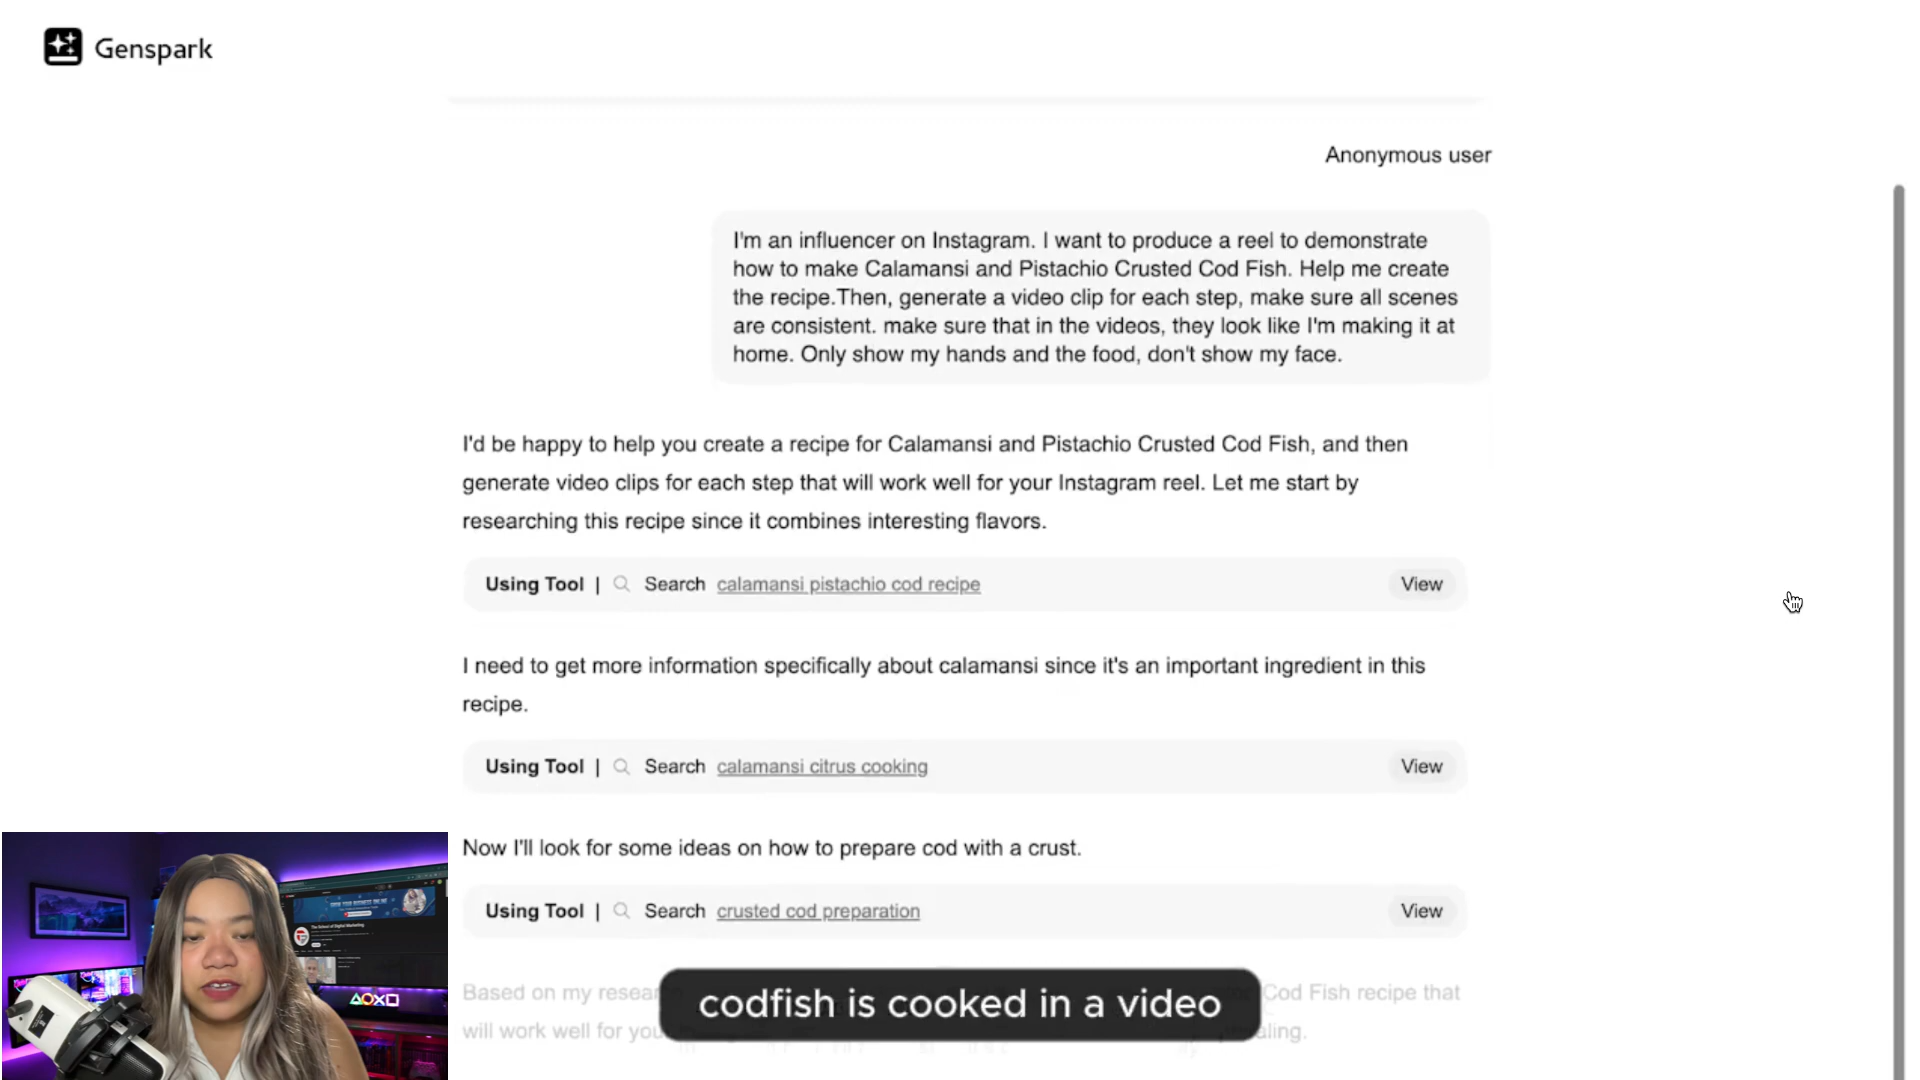 Genspark
Anonymous user
I'm an influencer on Instagram. I want to produce a reel to demonstrate
how to make Calamansi and Pistachio Crusted Cod Fish. Help me create
the recipe.Then, generate a video clip for each step, make sure all scenes
are consistent. make sure that in the videos, they look like I'm making it at
home. Only show my hands and the food, don't show my face.
I'd be happy to help you create a recipe for Calamansi and Pistachio Crusted Cod Fish, and then
generate video clips for each step that will work well for your Instagram reel. Let me start by
researching this recipe since it combines interesting flavors.
Using Tool | Search calamansi pistachio cod recipe View
I need to get more information specifically about calamansi since it's an important ingredient in this
recipe.
Using Tool | Search calamansi citrus cooking View
Now I'll look for some ideas on how to prepare cod with a crust.
Using Tool | Search crusted cod preparation View
Based on my Cod Fish recipe that
will work well for
codfish is cooked in a video
The School of Digital Marketing